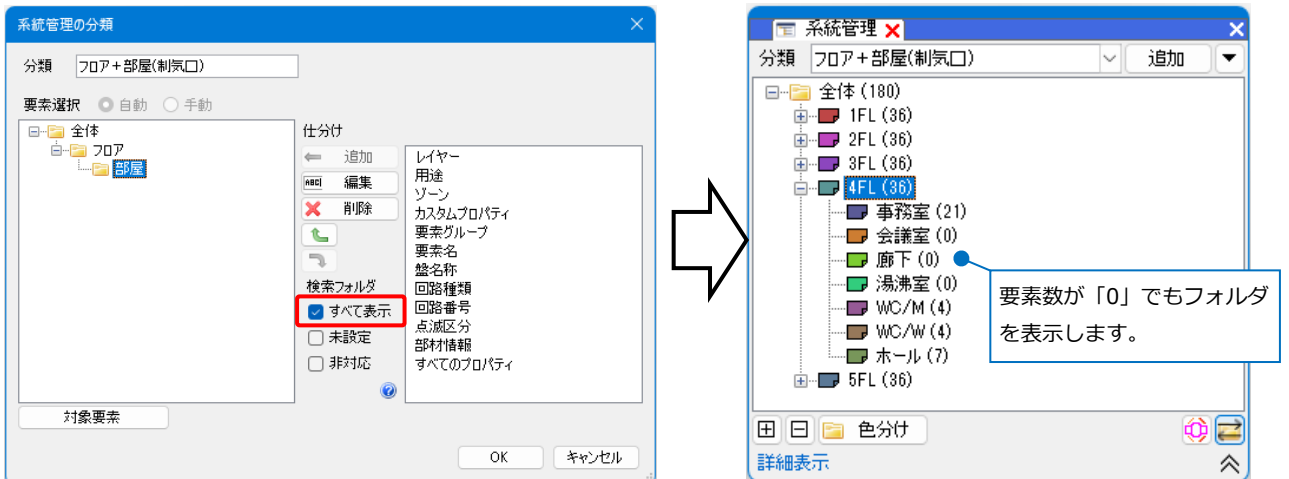 系統管理の分類
分類 フロア+部屋(制気口)
要素選択 自動 手動
全体
フロア
部屋
仕分け
追加
編集
削除
検索フォルダ
すべて表示
未設定
非対応
レイヤー
用途
ゾーン
カスタムプロパティ
要素グループ
要素名
盤名称
回路種類
回路番号
点滅区分
部材情報
すべてのプロパティ
対象要素
OK キャンセル
系統管理
分類 フロア+部屋(制気口) 追加
全体 (180)
1FL (36)
2FL (36)
3FL (36)
4FL (36)
事務室 (21)
会議室 (0)
廊下 (0)
湯沸室 (0)
WC/M (4)
WC/W (4)
ホール (7)
5FL (36)
要素数が「0」でもフォルダ
を表示します。
色分け
詳細表示